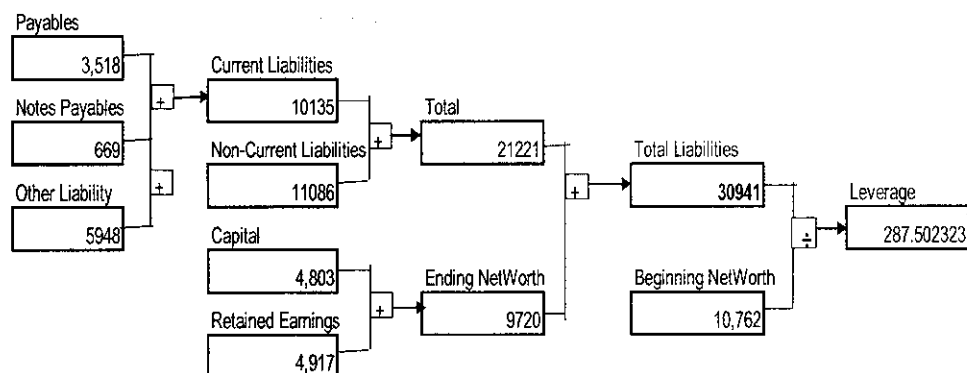 Payables
3,518
+
Notes Payables
669
+
Other Liability
5948
Current Liabilities
10135
+
Non-Current Liabilities
11086
Capital
4,803
+
Retained Earnings
4,917
Total
21221
+
Ending NetWorth
9720
Total Liabilities
30941
÷
Beginning NetWorth
10,762
Leverage
287.502323